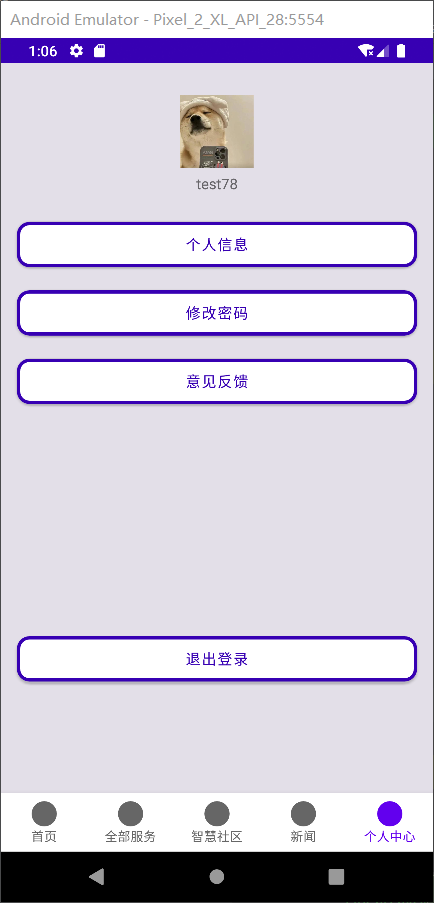 Android Emulator - Pixel_2_XL_API_28:5554
1:06
test78
个人信息
修改密码
意见反馈
退出登录
首页 全部服务 智慧社区 新闻 个人中心